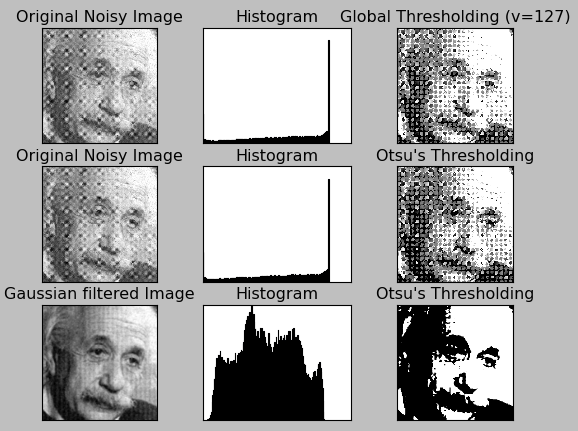 Original Noisy Image
Histogram
Global Thresholding (v=127)
Original Noisy Image
Histogram
Otsu's Thresholding
Gaussian filtered Image
Histogram
Otsu's Thresholding